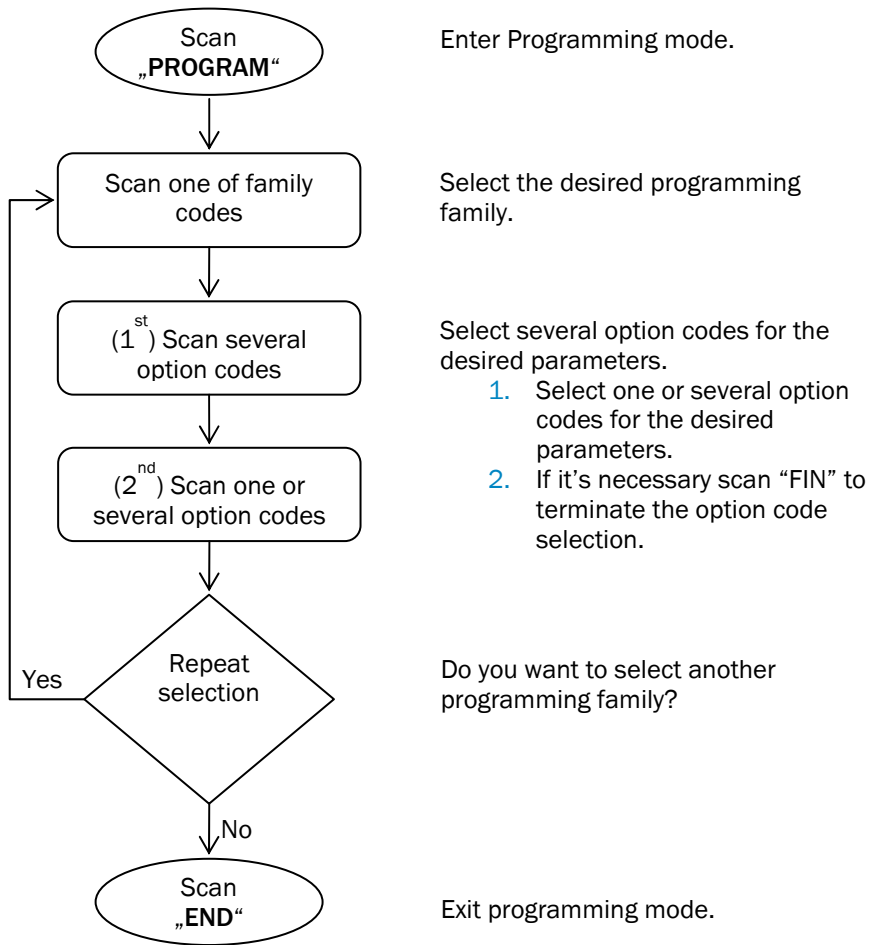 Scan
„PROGRAM“
Enter Programming mode.
Scan one of family
codes
Select the desired programming
family.
(1st) Scan several
option codes
Select several option codes for the
desired parameters.
1. Select one or several option
codes for the desired
parameters.
(2nd) Scan one or
several option codes
2. If it’s necessary scan “FIN” to
terminate the option code
selection.
Repeat
selection
Yes
Do you want to select another
programming family?
No
Scan
„END“
Exit programming mode.